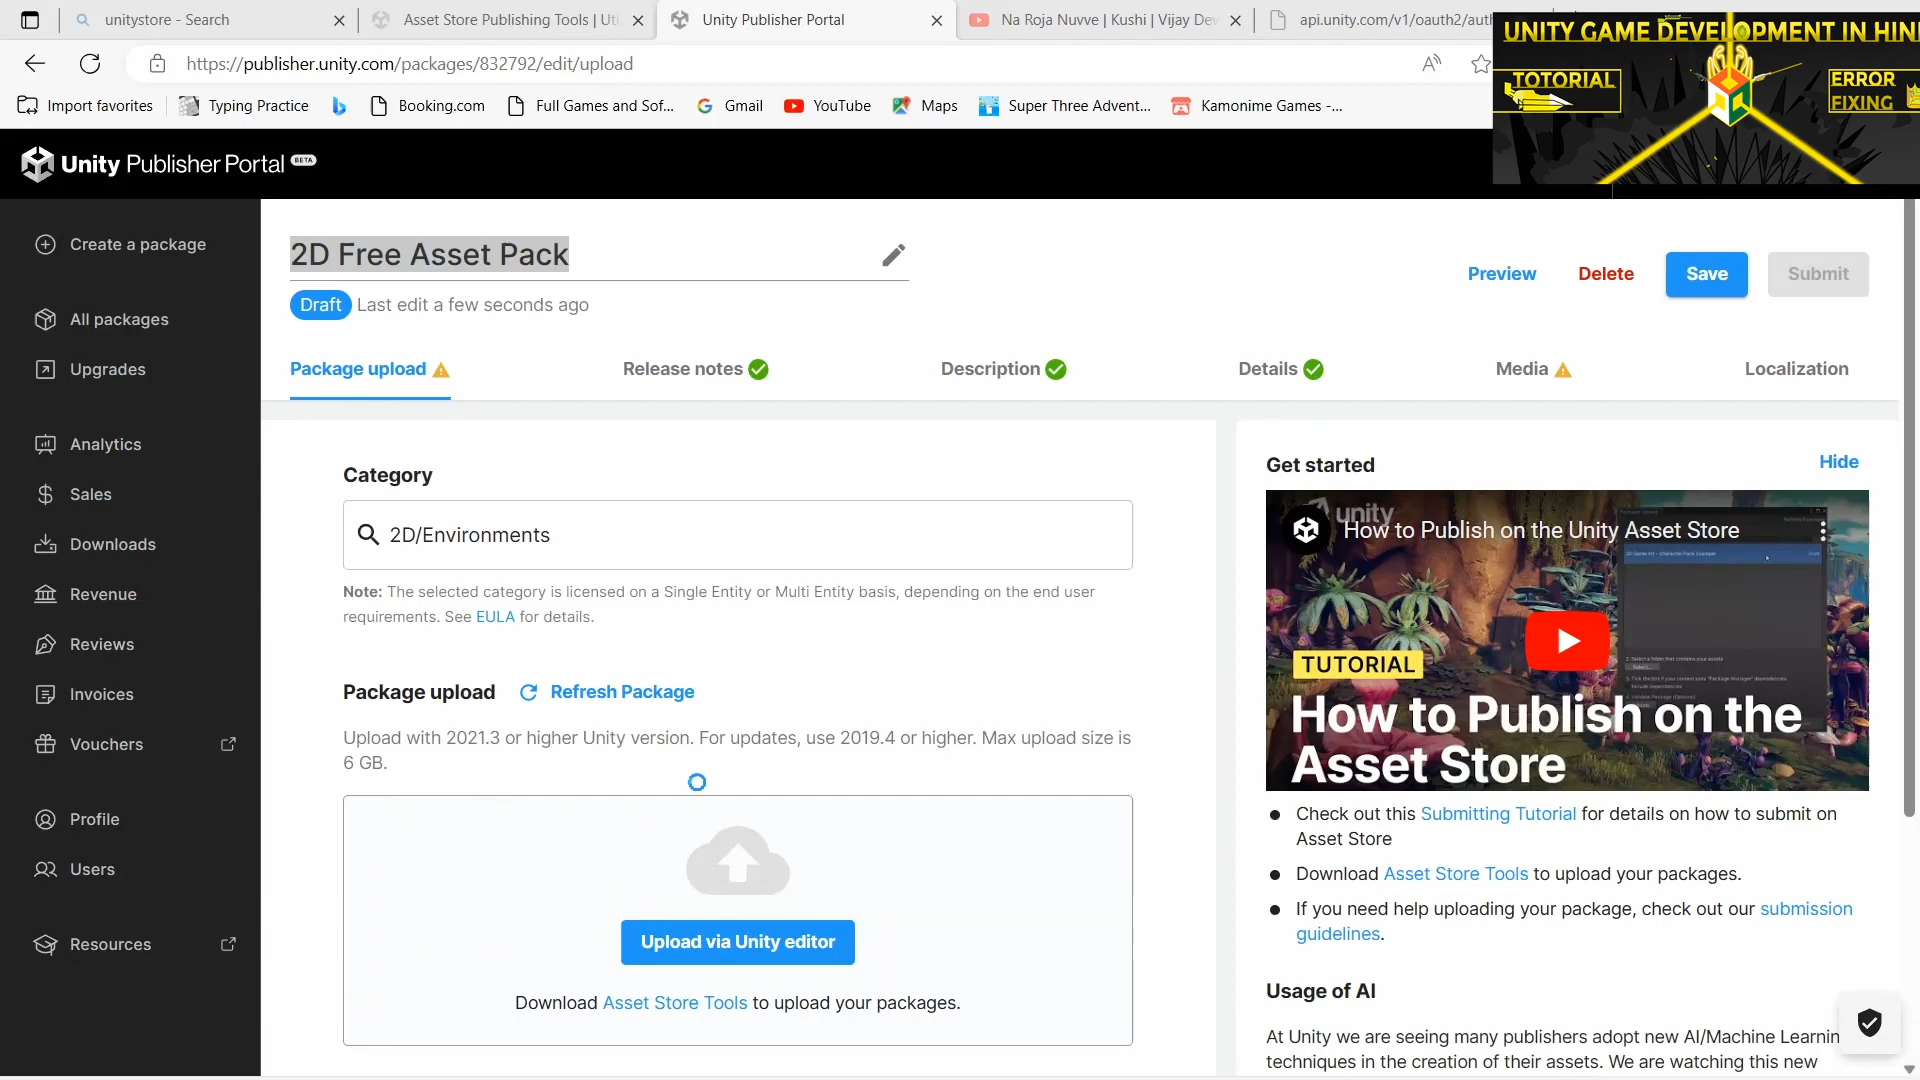 unitystore - Search
Asset Store Publishing Tools | Uti
Unity Publisher Portal
Na Roja Nuvve | Kushi | Vijay Dev
api.unity.com/v1/oauth2/auth
UNITY GAME DEVELOPMENT IN HIN
TOTORIAL
ERROR
FIXING
https://publisher.unity.com/packages/832792/edit/upload
Import favorites
Typing Practice
Booking.com
Full Games and Sof...
Gmail
YouTube
Maps
Super Three Advent...
Kamonime Games -...
Unity Publisher Portal BETA
Create a package
All packages
Upgrades
Analytics
Sales
Downloads
Revenue
Reviews
Invoices
Vouchers
Profile
Users
Resources
2D Free Asset Pack
Draft Last edit a few seconds ago
Preview
Delete
Save
Submit
Package upload
Release notes
Description
Details
Media
Localization
Category
2D/Environments
Note: The selected category is licensed on a Single Entity or Multi Entity basis, depending on the end user
requirements. See EULA for details.
Package upload
Refresh Package
Upload with 2021.3 or higher Unity version. For updates, use 2019.4 or higher. Max upload size is
6 GB.
Upload via Unity editor
Download Asset Store Tools to upload your packages.
Get started
Hide
unity
How to Publish on the Unity Asset Store
TUTORIAL
How to Publish on the
Asset Store
Check out this Submitting Tutorial for details on how to submit on
Asset Store
Download Asset Store Tools to upload your packages.
If you need help uploading your package, check out our submission
guidelines.
Usage of AI
At Unity we are seeing many publishers adopt new AI/Machine Learnin
techniques in the creation of their assets. We are watching this new